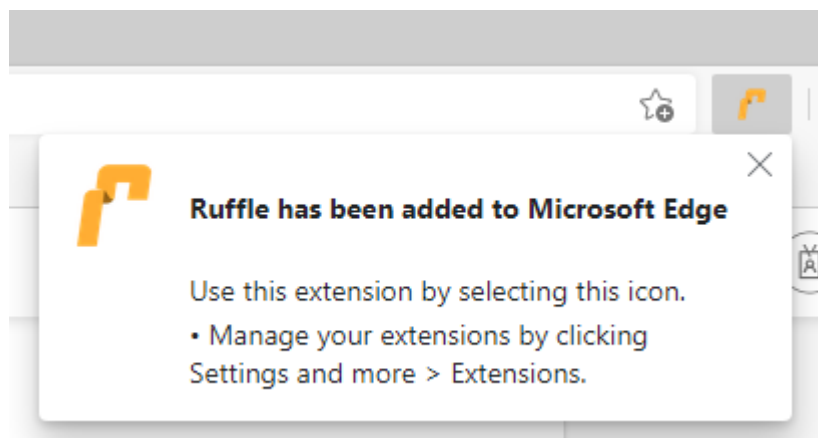 Ruffle has been added to Microsoft Edge
Use this extension by selecting this icon.
• Manage your extensions by clicking
Settings and more > Extensions.